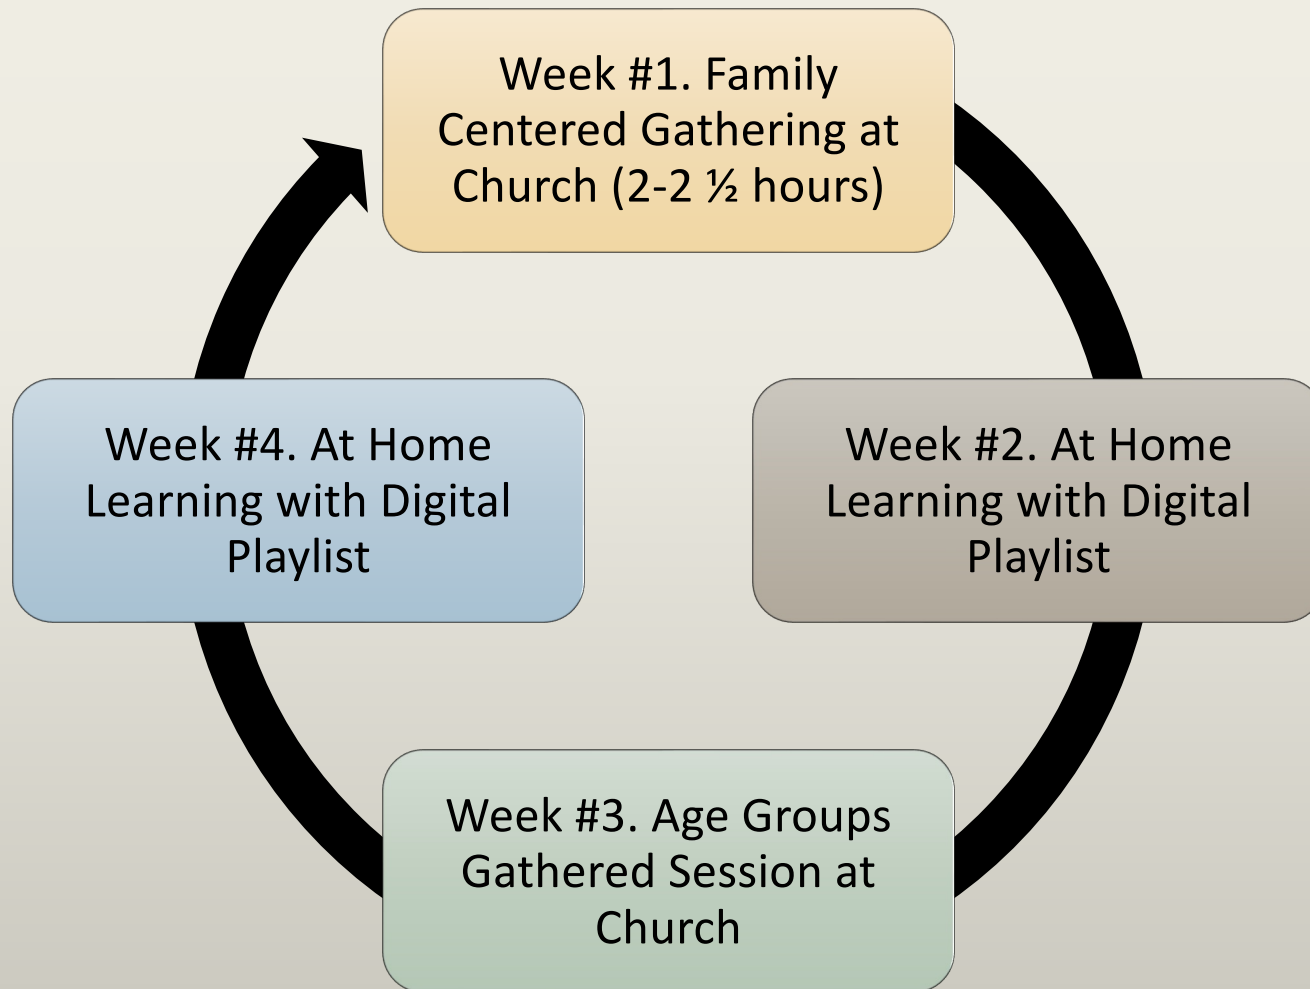 Week #1. Family
Centered Gathering at
Church (2-2 ½ hours)
Week #2. At Home
Learning with Digital
Playlist
Week #3. Age Groups
Gathered Session at
Church
Week #4. At Home
Learning with Digital
Playlist